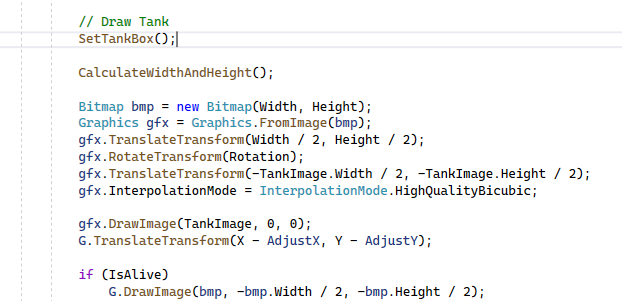 // Draw Tank
SetTankBox();
CalculateWidthAndHeight();
Bitmap bmp = new Bitmap(Width, Height);
Graphics gfx = Graphics.FromImage(bmp);
gfx.TranslateTransform(Width / 2, Height / 2);
gfx.RotateTransform(Rotation);
gfx.TranslateTransform(-TankImage.Width / 2, -TankImage.Height / 2);
gfx.InterpolationMode = InterpolationMode.HighQualityBicubic;
gfx.DrawImage(TankImage, 0, 0);
G.TranslateTransform(X - AdjustX, Y - AdjustY);
if (IsAlive)
G.DrawImage(bmp, -bmp.Width / 2, -bmp.Height / 2);